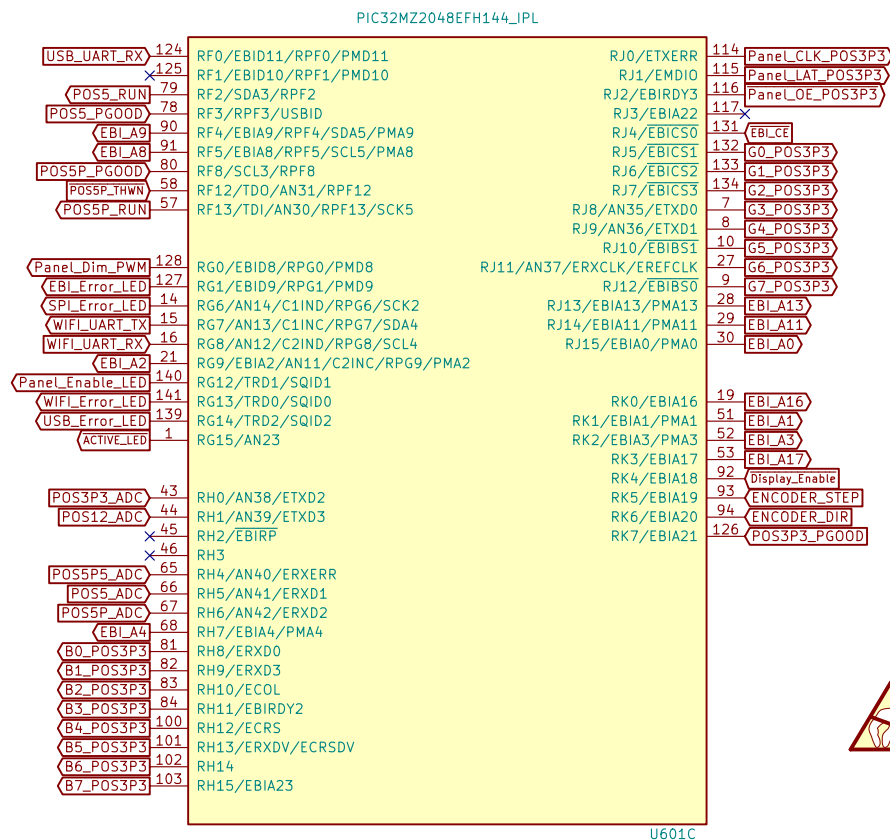 PIC32MZ2048EFH144_IPL
USB_UART_RX 124 RF0/EBID11/RPF0/PMD11
125 RF1/EBID10/RPF1/PMD10
POS5_RUN 79 RF2/SDA3/RPF2
POS5_PGOOD 78 RF3/RPF3/USBID
EBI_A9 90 RF4/EBIA9/RPF4/SDA5/PMA9
EBI_A8 91 RF5/EBIA8/RPF5/SCL5/PMA8
POS5P_PGOOD 80 RF8/SCL3/RPF8
POS5P_THWN 58 RF12/TDO/AN31/RPF12
POS5P_RUN 57 RF13/TDI/AN30/RPF13/SCK5
Panel_Dim_PWM 128 RG0/EBID8/RPG0/PMD8
EBI_Error_LED 127 RG1/EBID9/RPG1/PMD9
SPI_Error_LED 14 RG6/AN14/C1IND/RPG6/SCK2
WIFI_UART_TX 15 RG7/AN13/C1INC/RPG7/SDA4
WIFI_UART_RX 16 RG8/AN12/C2IND/RPG8/SCL4
EBI_A2 21 RG9/EBIA2/AN11/C2INC/RPG9/PMA2
Panel_Enable_LED 140 RG12/TRD1/SQID1
WIFI_Error_LED 141 RG13/TRD0/SQID0
USB_Error_LED 139 RG14/TRD2/SQID2
ACTIVE_LED 1 RG15/AN23
POS3P3_ADC 43 RH0/AN38/ETXD2
POS12_ADC 44 RH1/AN39/ETXD3
45 RH2/EBIRP
46 RH3
POS5P5_ADC 65 RH4/AN40/ERXERR
POS5_ADC 66 RH5/AN41/ERXD1
POS5P_ADC 67 RH6/AN42/ERXD2
EBI_A4 68 RH7/EBIA4/PMA4
B0_POS3P3 81 RH8/ERXD0
B1_POS3P3 82 RH9/ERXD3
B2_POS3P3 83 RH10/ECOL
B3_POS3P3 84 RH11/EBIRDY2
B4_POS3P3 100 RH12/ECRS
B5_POS3P3 101 RH13/ERXDV/ECRSDV
B6_POS3P3 102 RH14
B7_POS3P3 103 RH15/EBIA23
RJ0/ETXERR 114 Panel_CLK_POS3P3
RJ1/EMDIO 115 Panel_LAT_POS3P3
RJ2/EBIRDY3 116 Panel_OE_POS3P3
RJ3/EBIA22 117
RJ4/EBICS0 131 EBI_CE
RJ5/EBICS1 132 G0_POS3P3
RJ6/EBICS2 133 G1_POS3P3
RJ7/EBICS3 134 G2_POS3P3
RJ8/AN35/ETXD0 7 G3_POS3P3
RJ9/AN36/ETXD1 8 G4_POS3P3
RJ10/EBIBS1 10 G5_POS3P3
RJ11/AN37/ERXCLK/EREFCLK 27 G6_POS3P3
RJ12/EBIBS0 9 G7_POS3P3
RJ13/EBIA13/PMA13 28 EBI_A13
RJ14/EBIA11/PMA11 29 EBI_A11
RJ15/EBIA0/PMA0 30 EBI_A0
RK0/EBIA16 19 EBI_A16
RK1/EBIA1/PMA1 51 EBI_A1
RK2/EBIA3/PMA3 52 EBI_A3
RK3/EBIA17 53 EBI_A17
RK4/EBIA18 92 Display_Enable
RK5/EBIA19 93 ENCODER_STEP
RK6/EBIA20 94 ENCODER_DIR
RK7/EBIA21 126 POS3P3_PGOOD
U601C